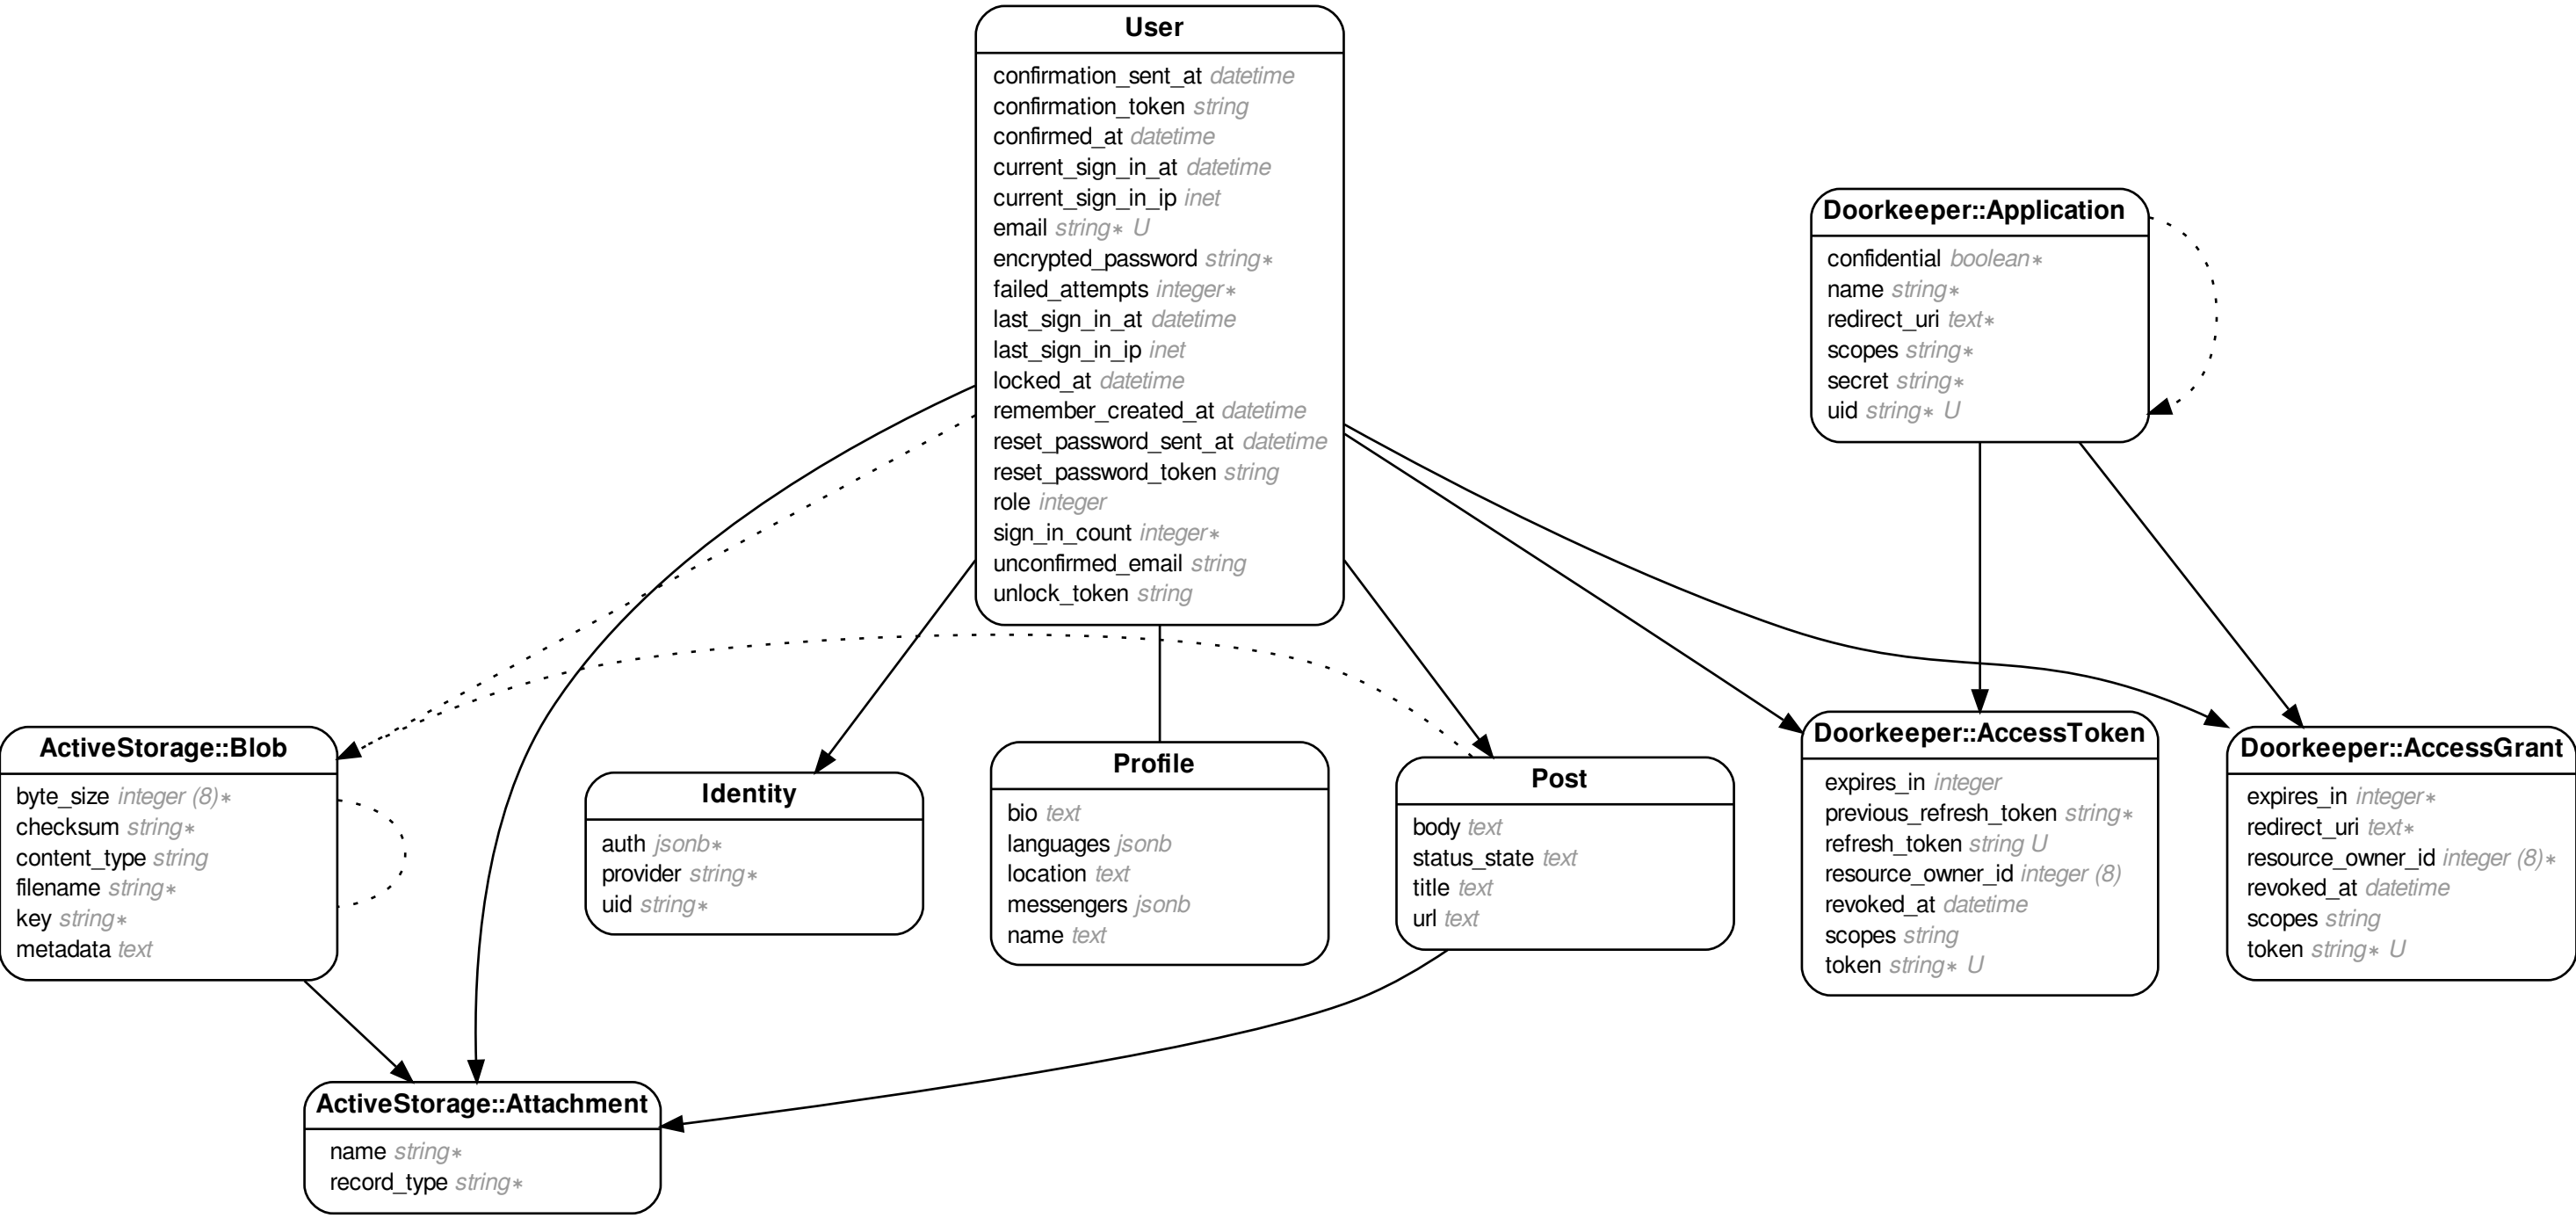 User
confirmation_sent_at datetime
confirmation_token string
confirmed_at datetime
current_sign_in_at datetime
current_sign_in_ip inet
email string∗ U
encrypted_password string∗
failed_attempts integer∗
last_sign_in_at datetime
last_sign_in_ip inet
locked_at datetime
remember_created_at datetime
reset_password_sent_at datetime
reset_password_token string
role integer
sign_in_count integer∗
unconfirmed_email string
unlock_token string
Doorkeeper::Application
confidential boolean∗
name string∗
redirect_uri text∗
scopes string∗
secret string∗
uid string∗ U
ActiveStorage::Blob
byte_size integer (8)∗
checksum string∗
content_type string
filename string∗
key string∗
metadata text
Identity
auth jsonb∗
provider string∗
uid string∗
Profile
bio text
languages jsonb
location text
messengers jsonb
name text
Post
body text
status_state text
title text
url text
Doorkeeper::AccessToken
expires_in integer
previous_refresh_token string∗
refresh_token string U
resource_owner_id integer (8)
revoked_at datetime
scopes string
token string∗ U
Doorkeeper::AccessGrant
expires_in integer∗
redirect_uri text∗
resource_owner_id integer (8)∗
revoked_at datetime
scopes string
token string∗ U
ActiveStorage::Attachment
name string∗
record_type string∗